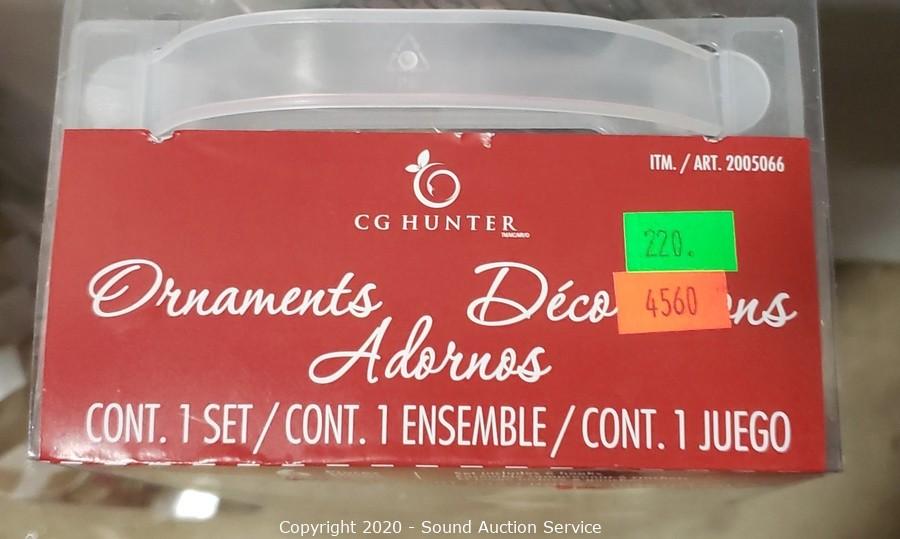 ITM. / ART. 2005066
CG HUNTER
220.
4560
Ornaments
Adornos
CONT. 1 SET / CONT. 1 ENSEMBLE / CONT. 1 JUEGO
Copyright 2020 - Sound Auction Service